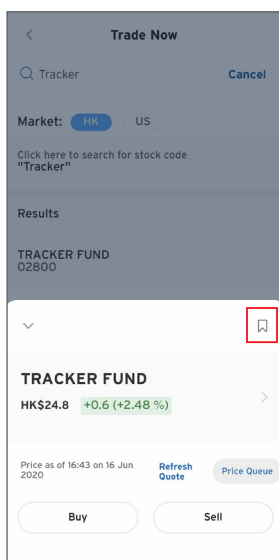 Trade Now
Tracker Cancel
Market: HK US
Click here to search for stock code
"Tracker"
Results
TRACKER FUND
02800
TRACKER FUND
HK$24.8 +0.6 (+2.48 %)
Price as of 16:43 on 16 Jun
2020
Refresh
Quote
Price Queue
Buy Sell